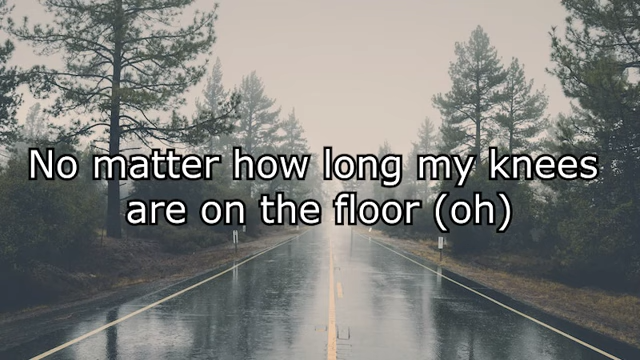 No matter how long my knees
are on the floor (oh)